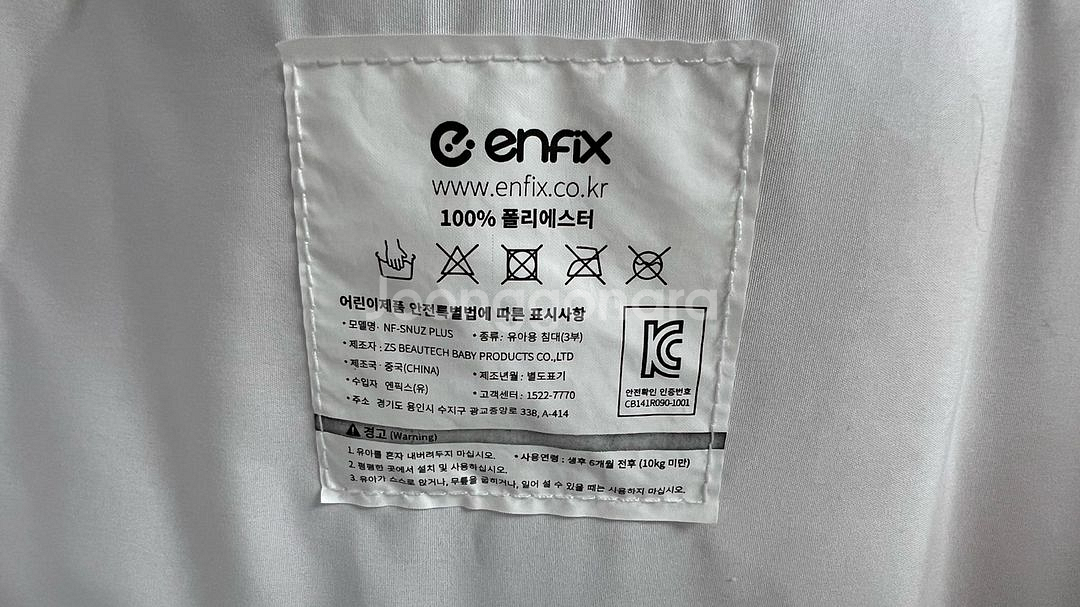 enfix
www.enfix.co.kr
100% 폴리에스터
Joonggonara
어린이제품 안전특별법에 따른 표시사항
• 모델명: NF-SNUZ PLUS • 종류: 유아용 침대(3부)
• 제조자 : ZS BEAUTECH BABY PRODUCTS CO.,LTD
• 제조국 : 중국(CHINA) • 제조년월 : 별도표기
• 수입자 엔픽스(유) • 고객센터 : 1522-7770
• 주소 경기도 용인시 수지구 광교중앙로 338, A-414
안전확인 인증번호
CB141R090-1001
경고 (Warning)
1. 유아를 혼자 내버려두지 마십시오. • 사용연령 : 생후 6개월 전후 (10kg 미만)
2. 평평한 곳에서 설치 및 사용하십시오.
3. 유아가 스스로 앉거나, 무릎을 굽히거나, 일어 설 수 있을 때는 사용하지 마십시오.